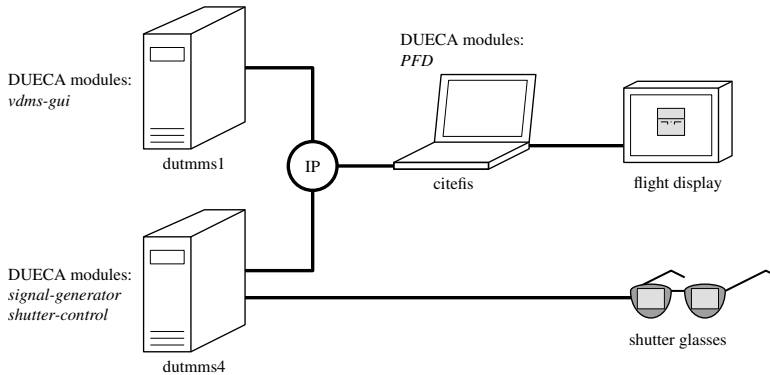 DUECA modules:
PFD
DUECA modules:
vdms-gui
dutmms1
IP
citefis
flight display
DUECA modules:
signal-generator
shutter-control
dutmms4
shutter glasses